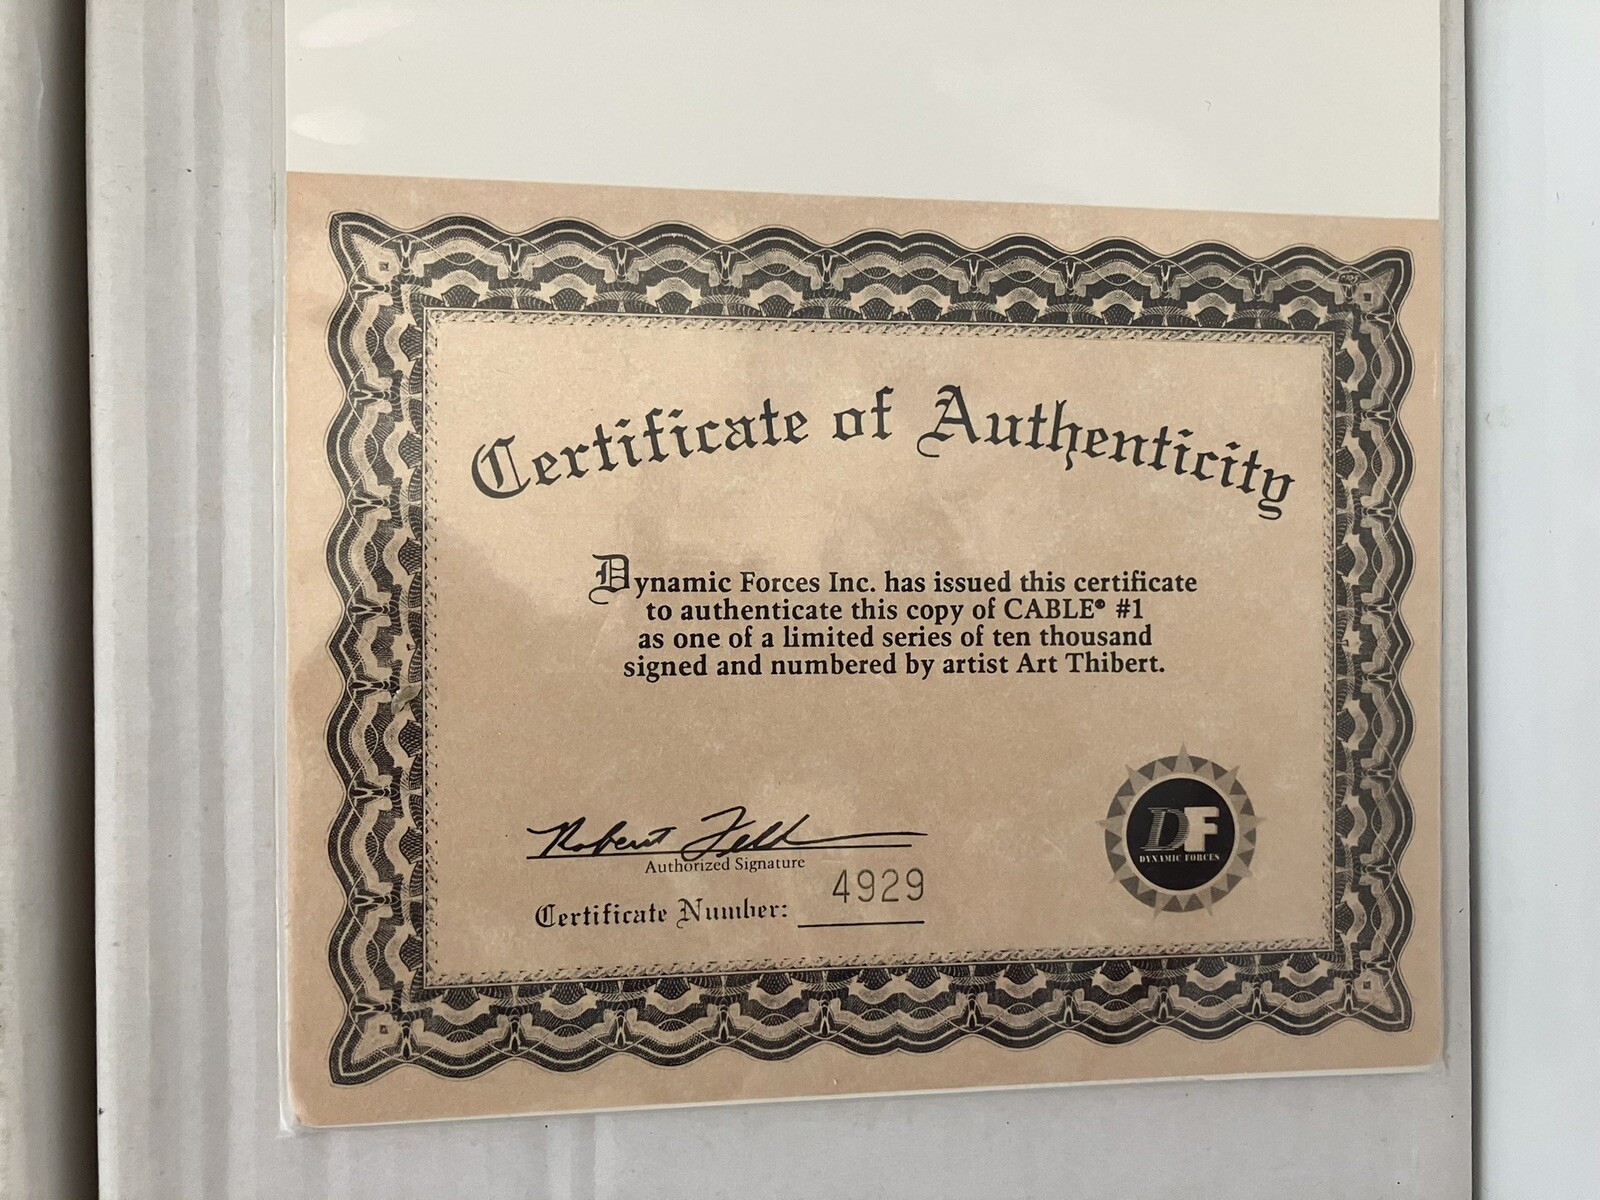 Certificate of Authenticity
Dynamic Forces Inc. has issued this certificate
to authenticate this copy of CABLE® #1
as one of a limited series of ten thousand
signed and numbered by artist Art Thibert.
Robert
Authorized Signature
Certificate Number: 4929
DF
DYNAMIC FORCES